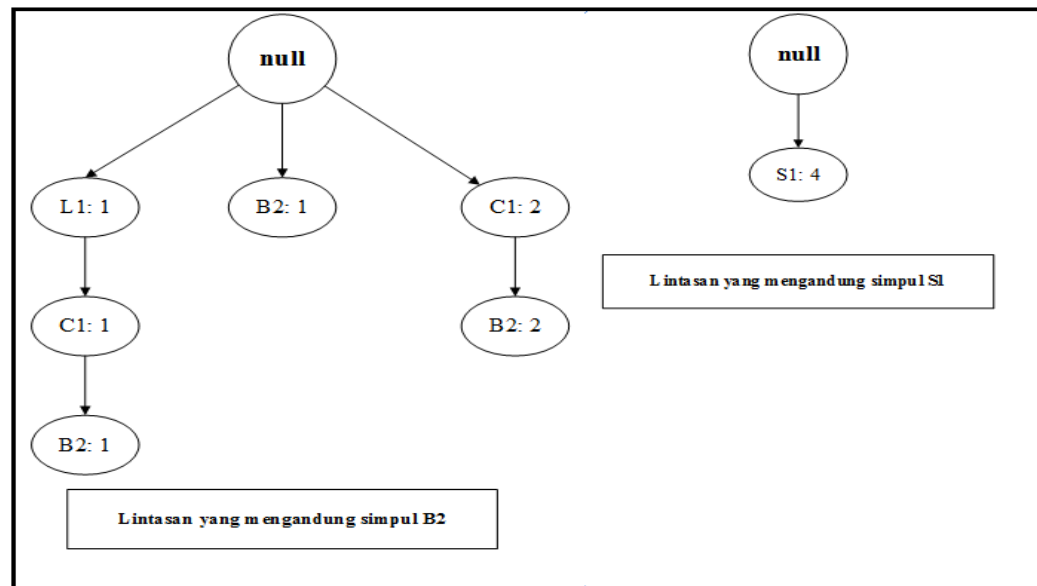 null
null
S1: 4
L1: 1
B2: 1
C1: 2
Lintasan yang mengandung simpul S1
C1: 1
B2: 2
B2: 1
Lintasan yang mengandung simpul B2